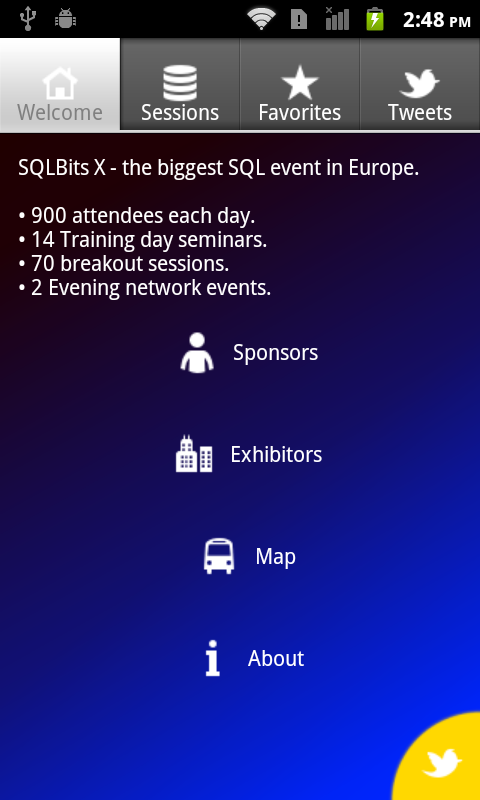 2:48 PM
Welcome
Sessions
Favorites
Tweets
SQLBits X - the biggest SQL event in Europe.
• 900 attendees each day.
• 14 Training day seminars.
• 70 breakout sessions.
• 2 Evening network events.
Sponsors
Exhibitors
Map
About